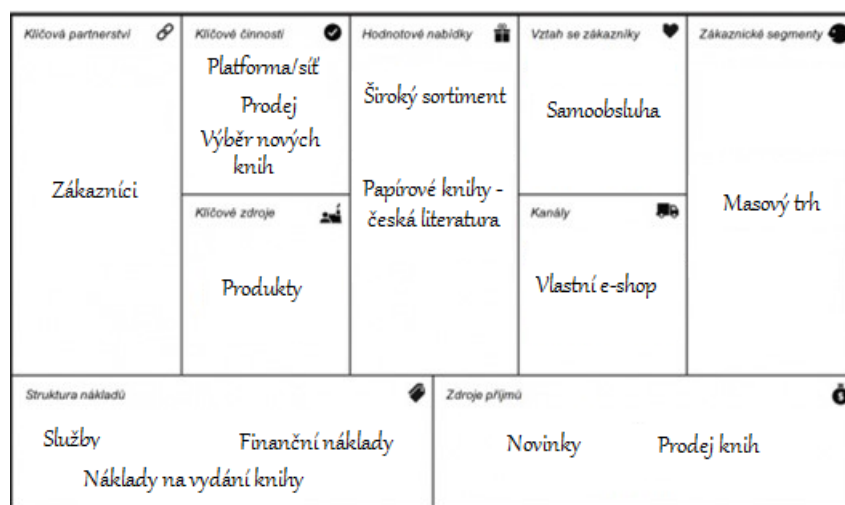 Klíčová partnerství
Zákazníci
Klíčové činnosti
Platforma/síť
Prodej
Výběr nových
knih
Klíčové zdroje
Produkty
Hodnotové nabídky
Široký sortiment
Papírové knihy -
česká literatura
Vztah se zákazníky
Samoobsluha
Kanály
Vlastní e-shop
Zákaznické segmenty
Masový trh
Struktura nákladů
Služby
Finanční náklady
Náklady na vydání knihy
Zdroje příjmů
Novinky
Prodej knih